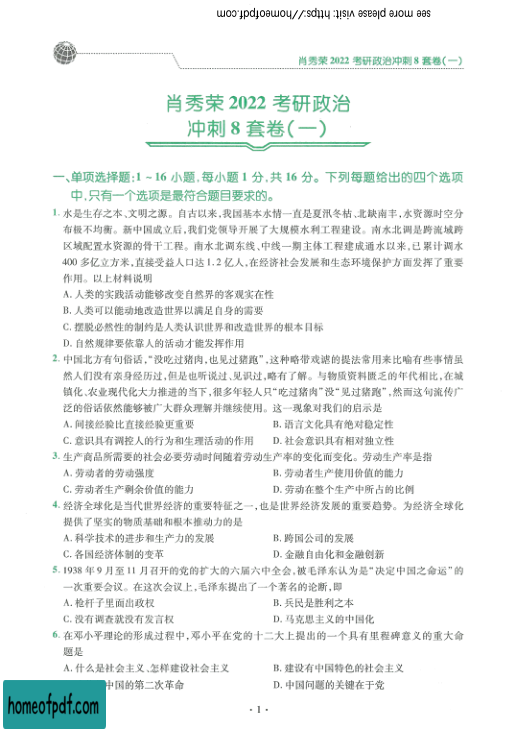 see more please visit: https://homeofpdf.com
肖秀荣 2022 考研政治冲刺 8 套卷(一)
肖秀荣 2022 考研政治
冲刺 8 套卷(一)
一、单项选择题:1 ~ 16 小题,每小题 1 分,共 16 分。下列每题给出的四个选项
中,只有一个选项是最符合题目要求的。
1. 水是生存之本、文明之源。自古以来,我国基本水情一直是夏汛冬枯、北缺南丰,水资源时空分
布极不均衡。新中国成立后,我们党领导开展了大规模水利工程建设。南水北调是跨流域跨
区域配置水资源的骨干工程。南水北调东线、中线一期主体工程建成通水以来,已累计调水
400 多亿立方米,直接受益人口达 1. 2 亿人,在经济社会发展和生态环境保护方面发挥了重要
作用。以上材料说明
A. 人类的实践活动能够改变自然界的客观实在性
B. 人类可以能动地改造世界以满足自身的需要
C. 摆脱必然性的制约是人类认识世界和改造世界的根本目标
D. 自然规律要依靠人的活动才能发挥作用
2. 中国北方有句俗话,“没吃过猪肉,也见过猪跑”,这种略带戏谑的提法常用来比喻有些事情虽
然人们没有亲身经历过,但是也听说过、见识过,略有了解。与物质资料匮乏的年代相比,在城
镇化、农业现代化大力推进的当下,很多年轻人只“吃过猪肉”没“见过猪跑”,然而这句流传广
泛的俗话依然能够被广大群众理解并继续使用。这一现象对我们的启示是
A. 间接经验比直接经验更重要 B. 语言文化具有绝对稳定性
C. 意识具有调控人的行为和生理活动的作用 D. 社会意识具有相对独立性
3. 生产商品所需要的社会必要劳动时间随着劳动生产率的变化而变化。劳动生产率是指
A. 劳动者的劳动强度 B. 劳动者生产使用价值的能力
C. 劳动者生产剩余价值的能力 D. 劳动在整个生产中所占的比例
4. 经济全球化是当代世界经济的重要特征之一,也是世界经济发展的重要趋势。为经济全球化
提供了坚实的物质基础和根本推动力的是
A. 科学技术的进步和生产力的发展 B. 跨国公司的发展
C. 各国经济体制的变革 D. 金融自由化和金融创新
5. 1938 年 9 月至 11 月召开的党的扩大的六届六中全会,被毛泽东认为是“决定中国之命运”的
一次重要会议。在这次会议上,毛泽东提出了一个著名的论断,即
A. 枪杆子里面出政权 B. 兵民是胜利之本
C. 没有调查就没有发言权 D. 马克思主义的中国化
6. 在邓小平理论的形成过程中,邓小平在党的十二大上提出的一个具有里程碑意义的重大命
题是
A. 什么是社会主义、怎样建设社会主义 B. 建设有中国特色的社会主义
中国的第二次革命 D. 中国问题的关键在于党
homeofpdf.com
· 1 ·